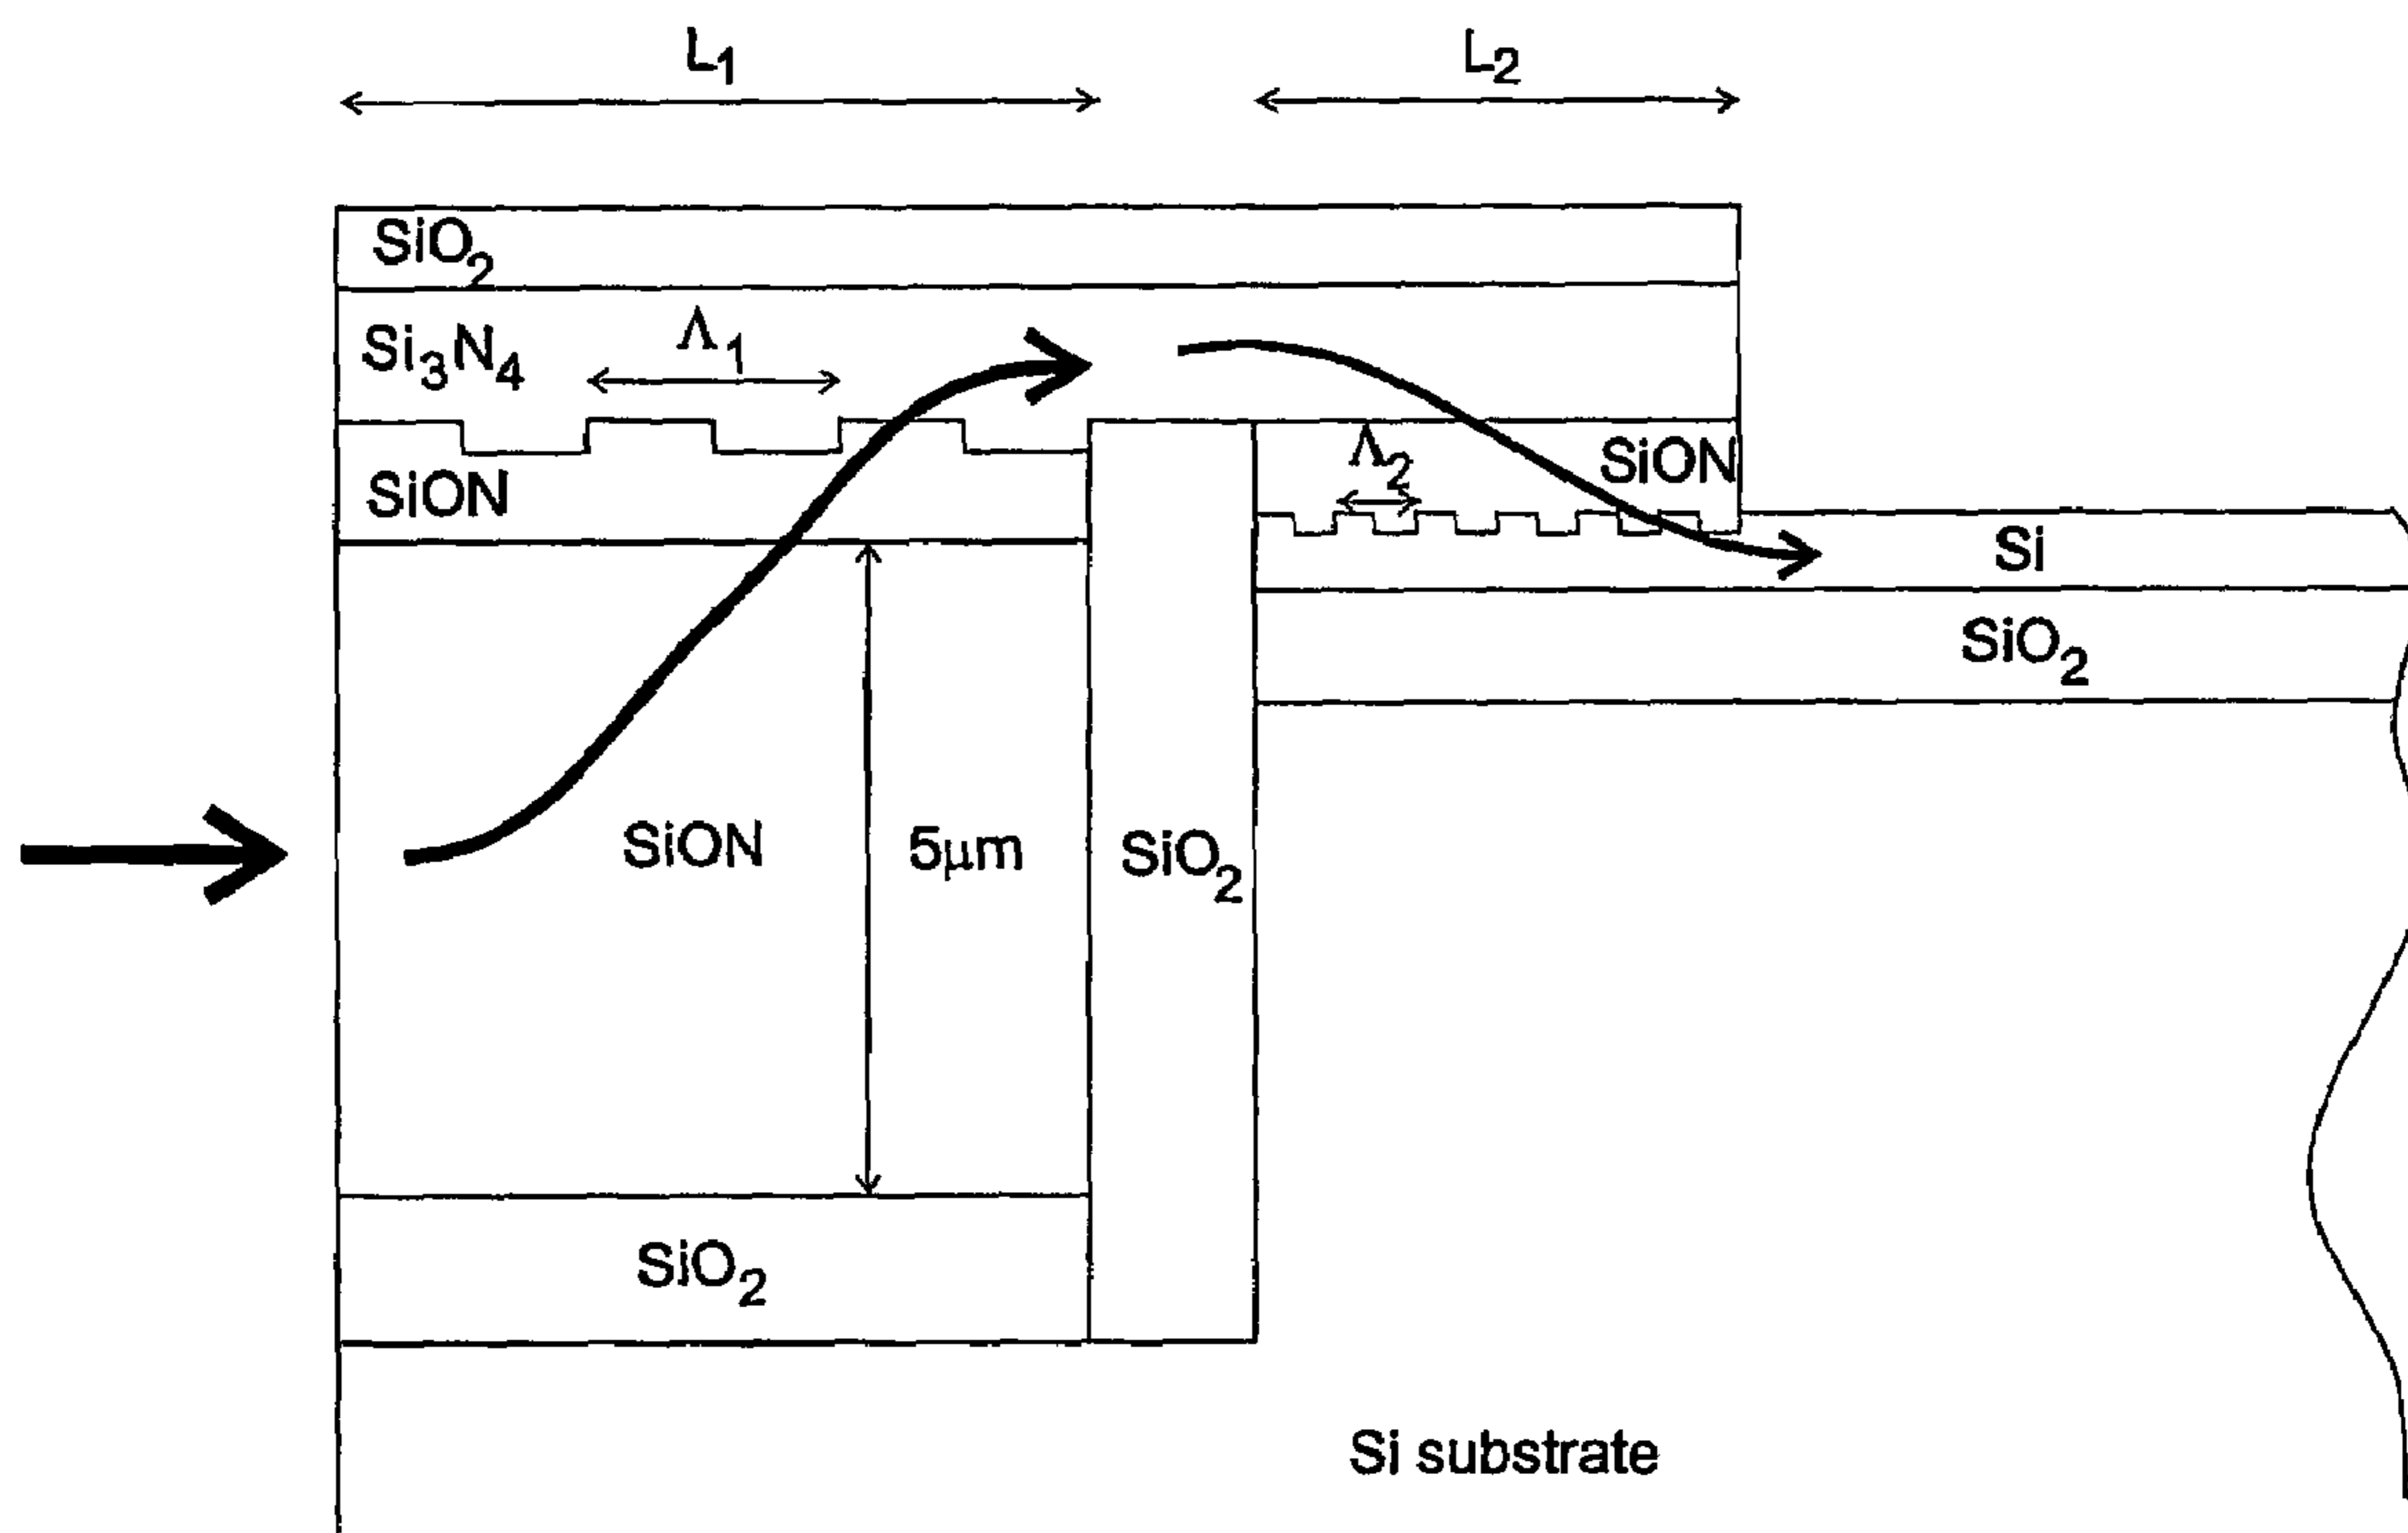 L₁
L₂
SiO₂
Si₃N₄
Λ₁
SiON
Λ₂
SiON
Si
SiO₂
SiON
5μm
SiO₂
SiO₂
Si substrate